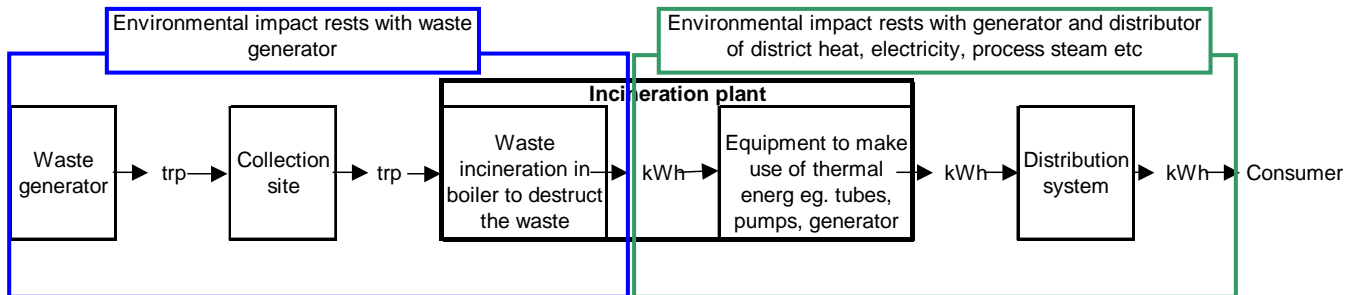 Environmental impact rests with waste
generator
Environmental impact rests with generator and distributor
of district heat, electricity, process steam etc
Incineration plant
Waste
generator
trp
Collection
site
trp
Waste
incineration in
boiler to destruct
the waste
kWh
Equipment to make
use of thermal
energ eg. tubes,
pumps, generator
kWh
Distribution
system
kWh
Consumer